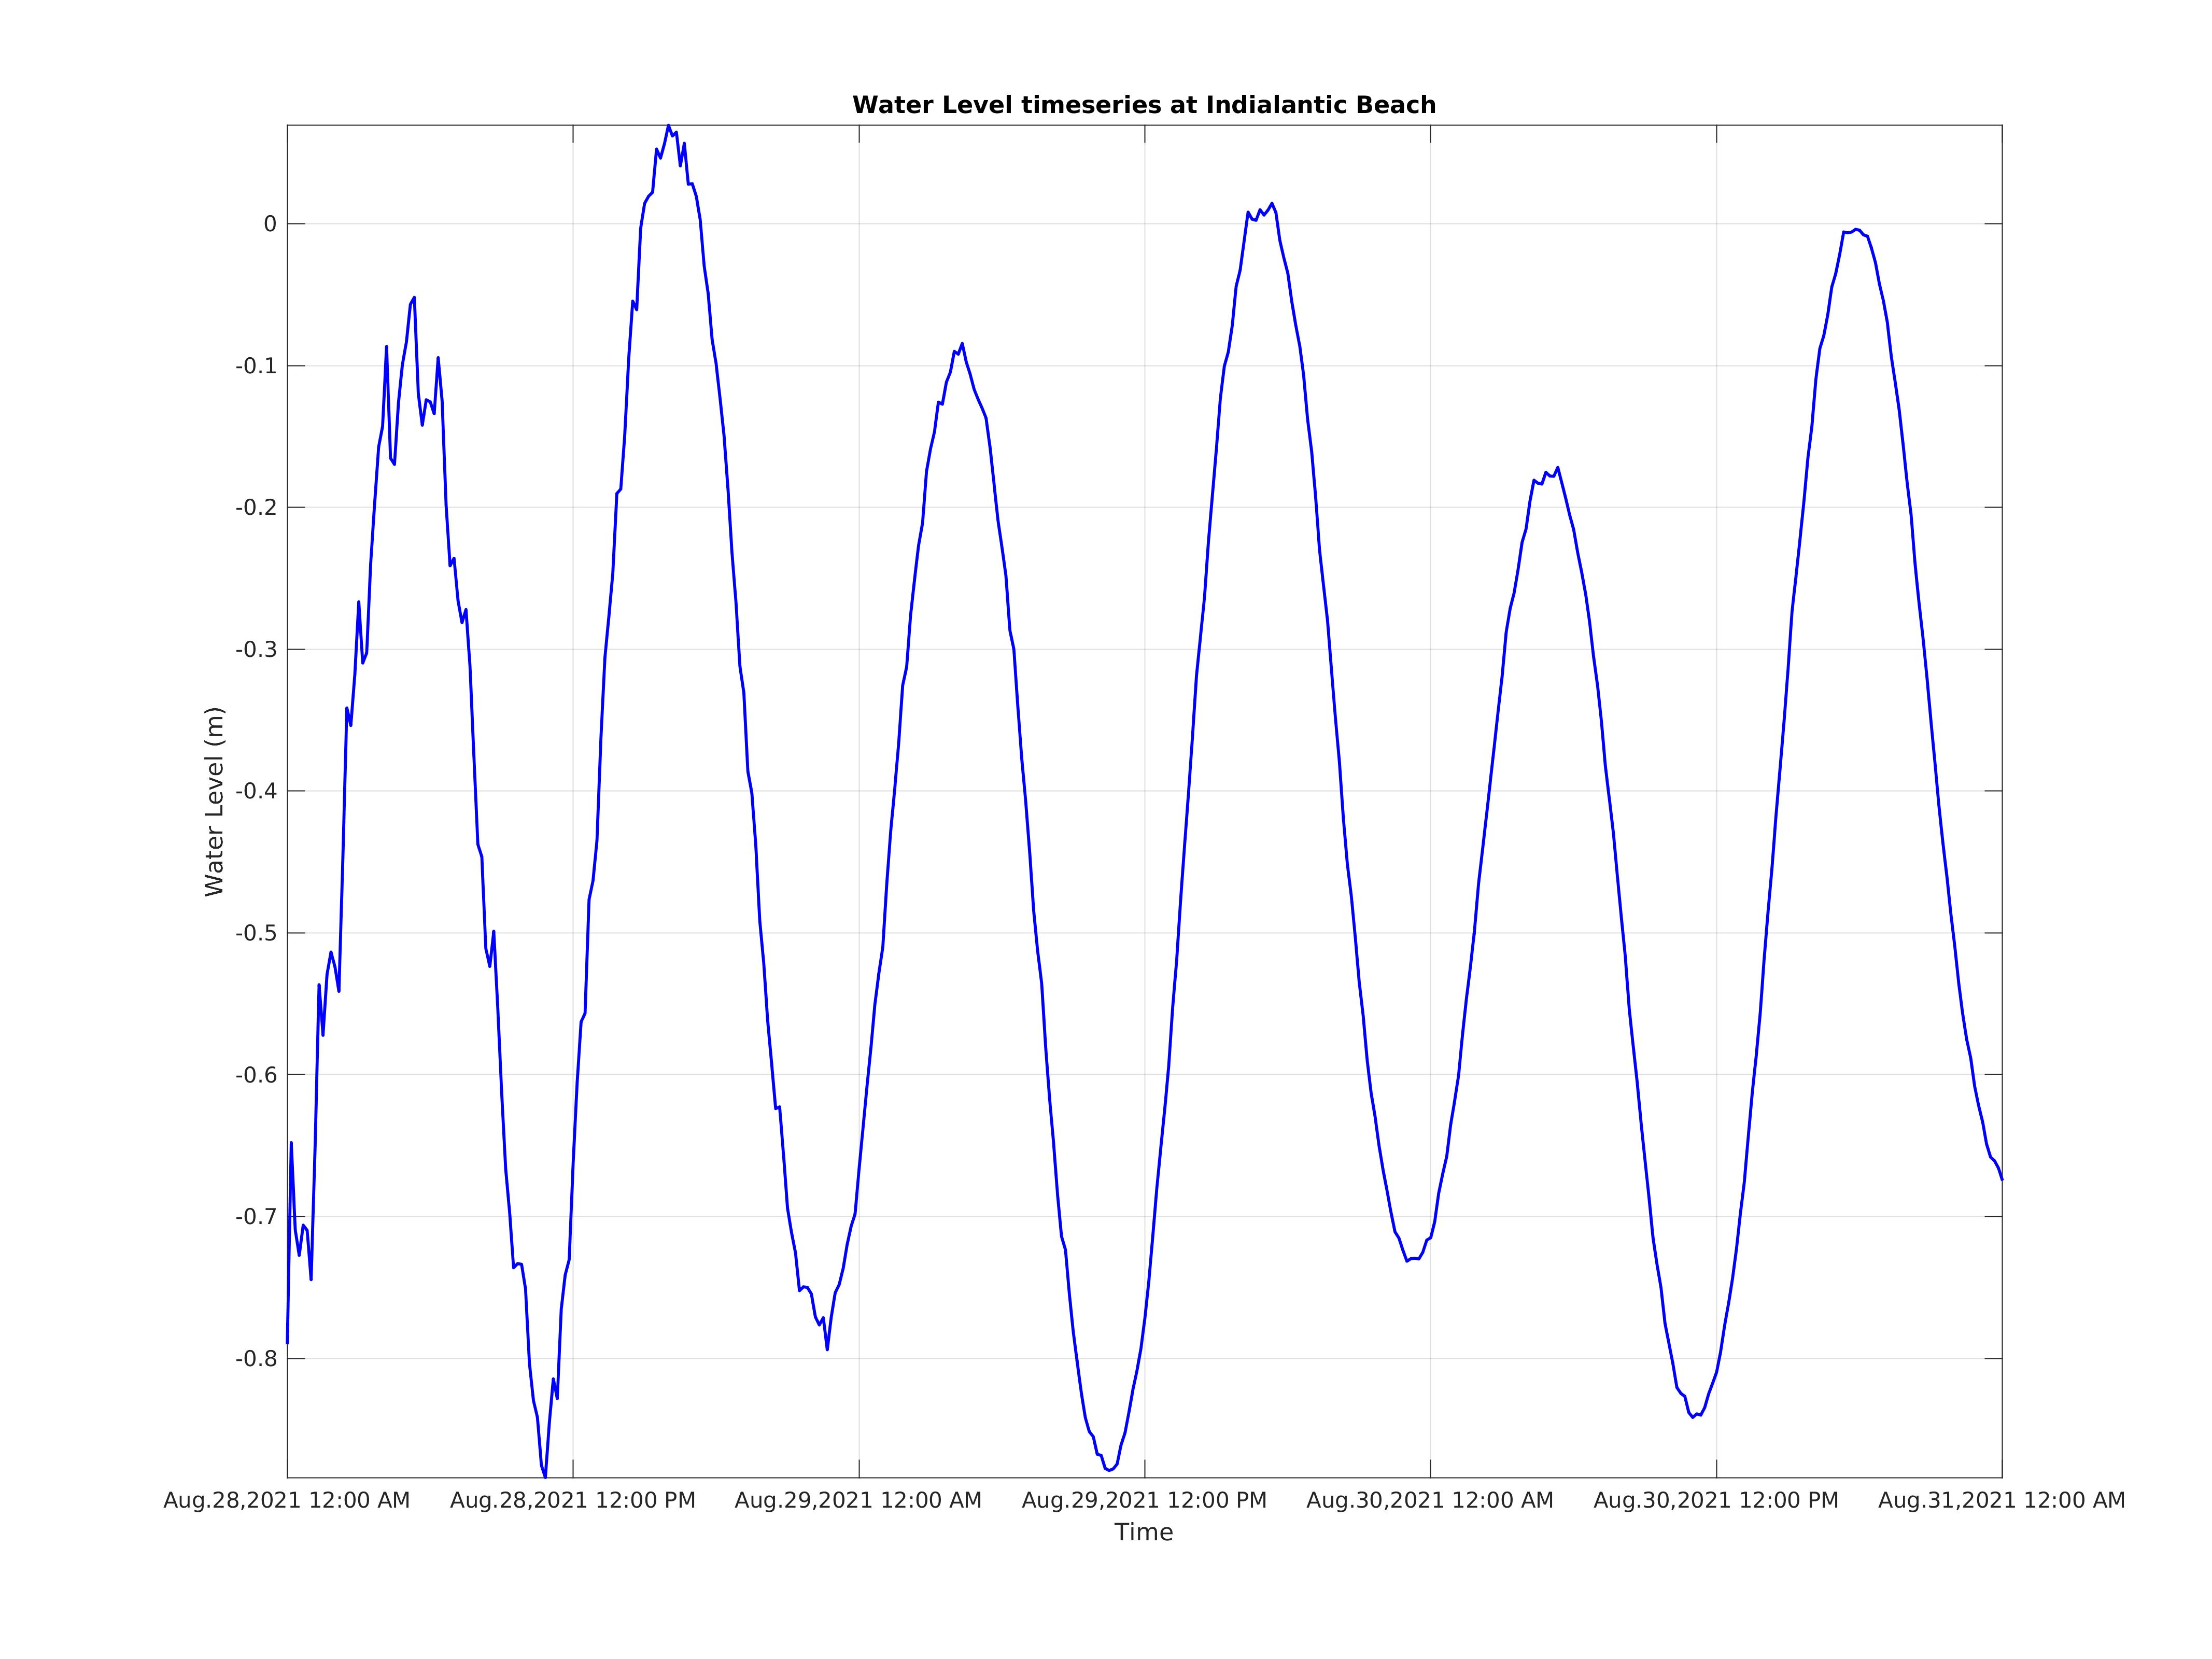 Water Level timeseries at Indialantic Beach
0
-0.1
-0.2
-0.3
-0.4
-0.5
-0.6
-0.7
-0.8
Water Level (m)
Aug.28,2021 12:00 AM Aug.28,2021 12:00 PM Aug.29,2021 12:00 AM Aug.29,2021 12:00 PM Aug.30,2021 12:00 AM Aug.30,2021 12:00 PM Aug.31,2021 12:00 AM
Time